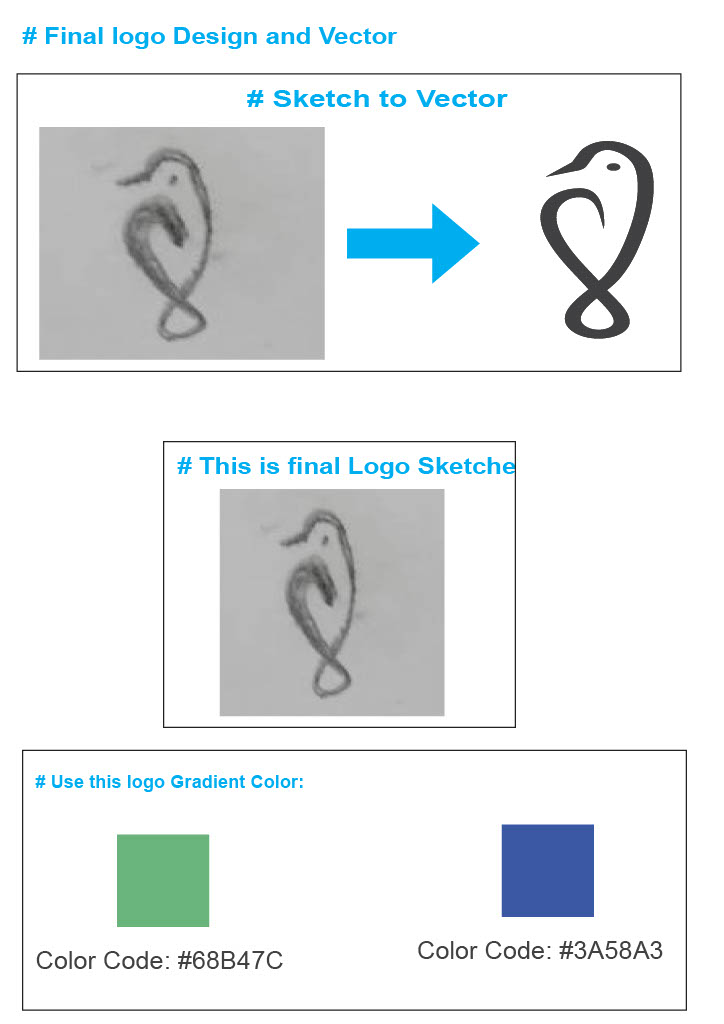 # Final logo Design and Vector
# Sketch to Vector
# This is final Logo Sketche
# Use this logo Gradient Color:
Color Code: #68B47C
Color Code: #3A58A3